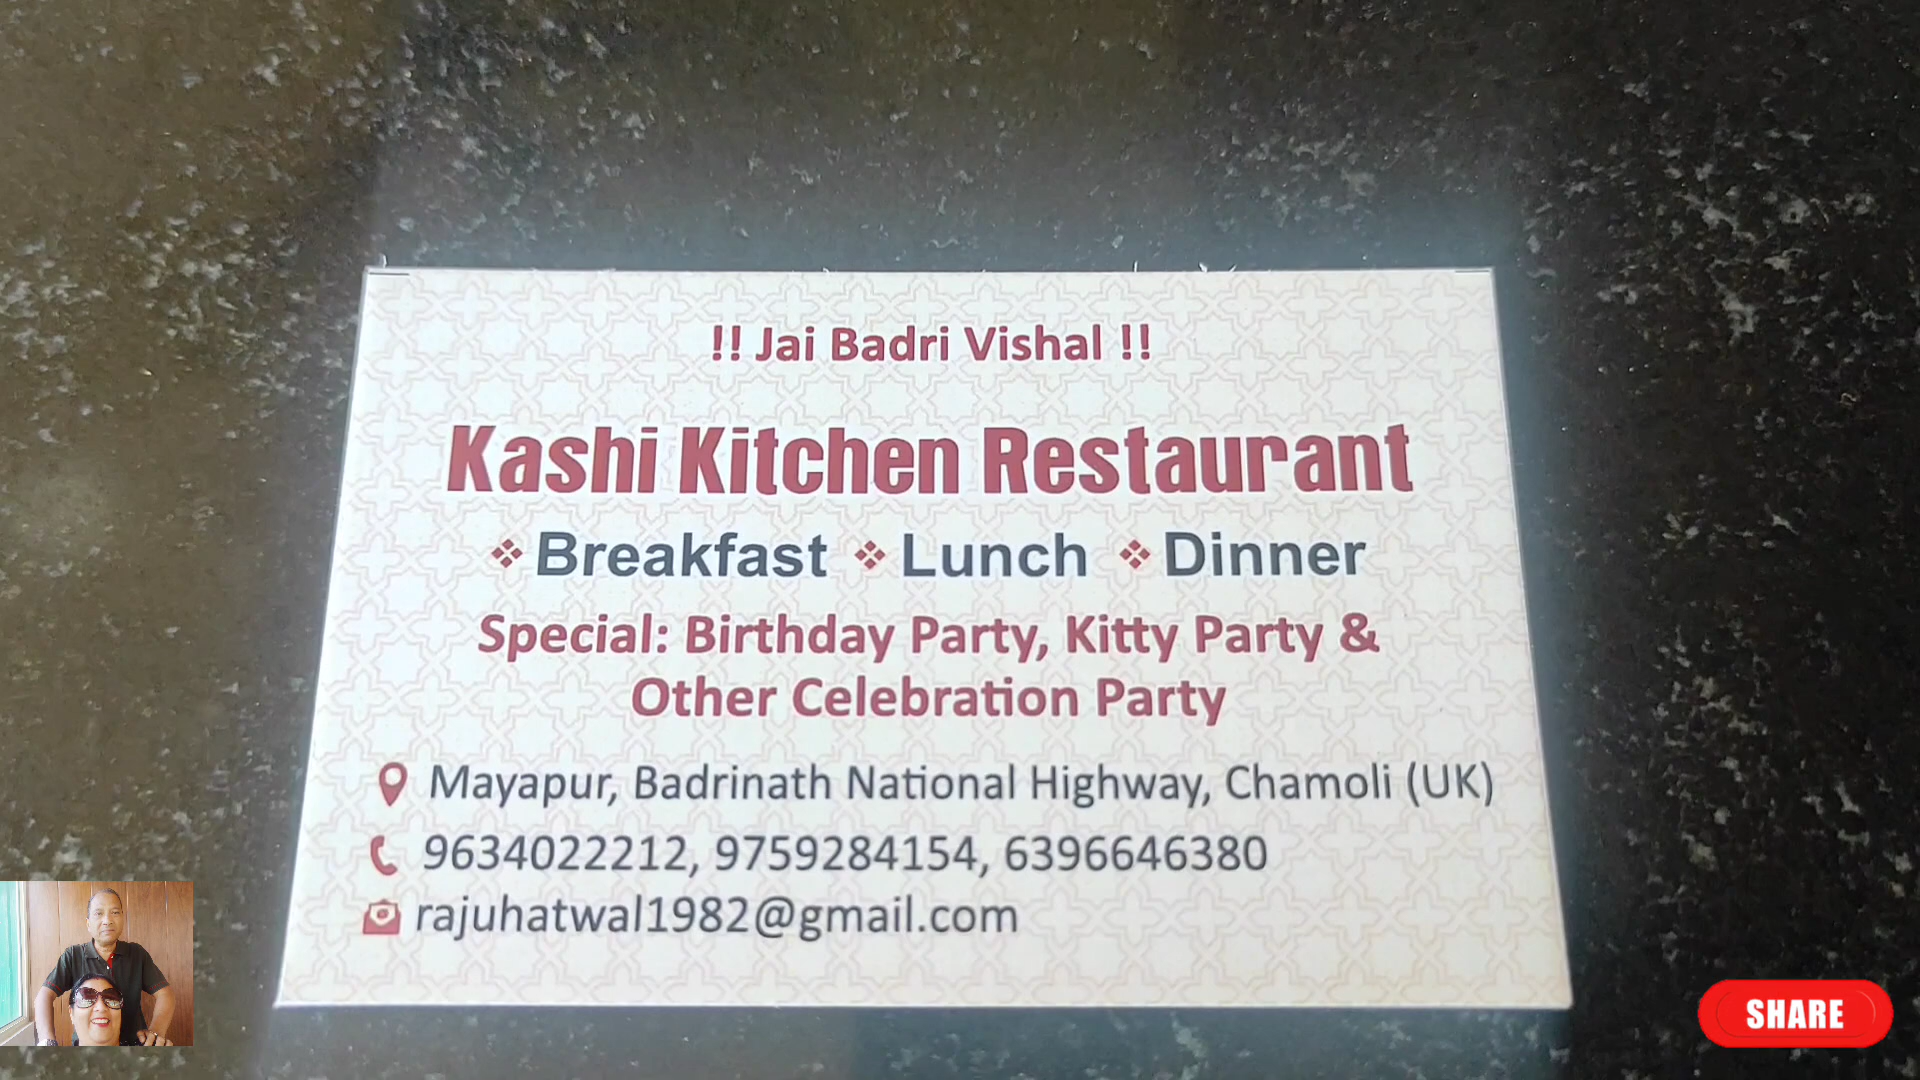 !! Jai Badri Vishal !!
Kashi Kitchen Restaurant
❖ Breakfast ❖ Lunch ❖ Dinner
Special: Birthday Party, Kitty Party &
Other Celebration Party
Mayapur, Badrinath National Highway, Chamoli (UK)
9634022212, 9759284154, 6396646380
rajuhatwal1982@gmail.com
SHARE